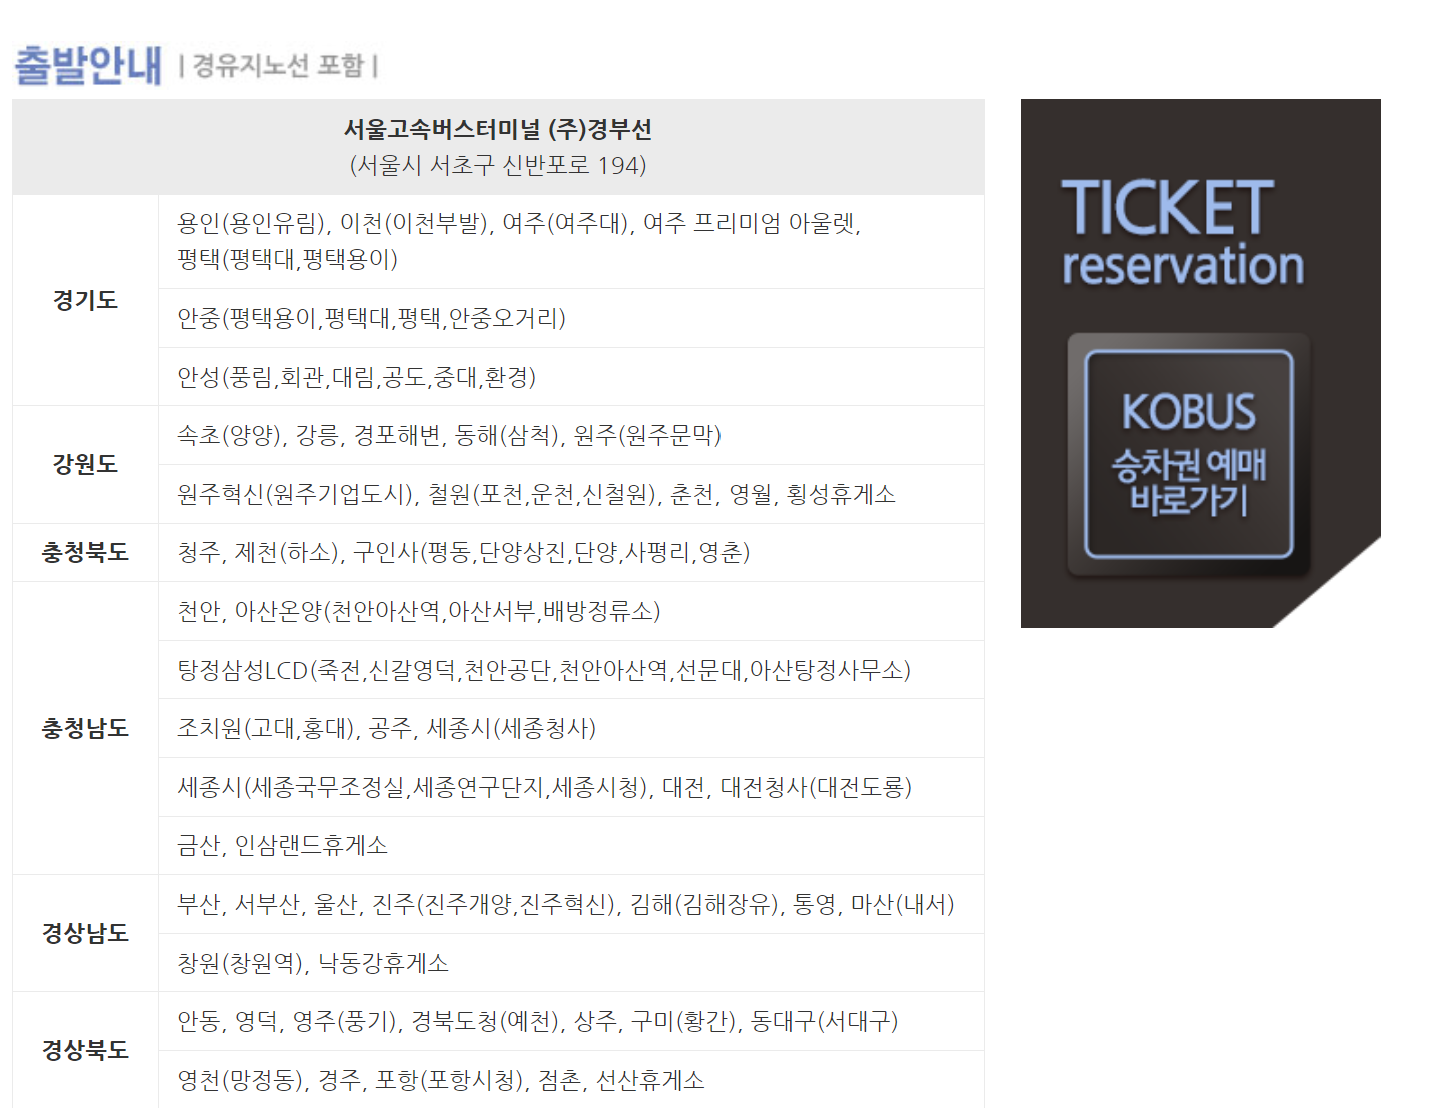 출발안내 | 경유지노선 포함 |
서울고속버스터미널 (주)경부선
(서울시 서초구 신반포로 194)
경기도
용인(용인유림), 이천(이천부발), 여주(여주대), 여주 프리미엄 아울렛,
평택(평택대,평택용이)
안중(평택용이,평택대,평택,안중오거리)
안성(풍림,회관,대림,공도,중대,환경)
강원도
속초(양양), 강릉, 경포해변, 동해(삼척), 원주(원주문막)
원주혁신(원주기업도시), 철원(포천,운천,신철원), 춘천, 영월, 횡성휴게소
충청북도
청주, 제천(하소), 구인사(평동,단양상진,단양,사평리,영춘)
충청남도
천안, 아산온양(천안아산역,아산서부,배방정류소)
탕정삼성LCD(죽전,신갈영덕,천안공단,천안아산역,선문대,아산탕정사무소)
조치원(고대,홍대), 공주, 세종시(세종청사)
세종시(세종국무조정실,세종연구단지,세종시청), 대전, 대전청사(대전도룡)
금산, 인삼랜드휴게소
경상남도
부산, 서부산, 울산, 진주(진주개양,진주혁신), 김해(김해장유), 통영, 마산(내서)
창원(창원역), 낙동강휴게소
경상북도
안동, 영덕, 영주(풍기), 경북도청(예천), 상주, 구미(황간), 동대구(서대구)
영천(망정동), 경주, 포항(포항시청), 점촌, 선산휴게소
TICKET
reservation
KOBUS
승차권 예매
바로가기